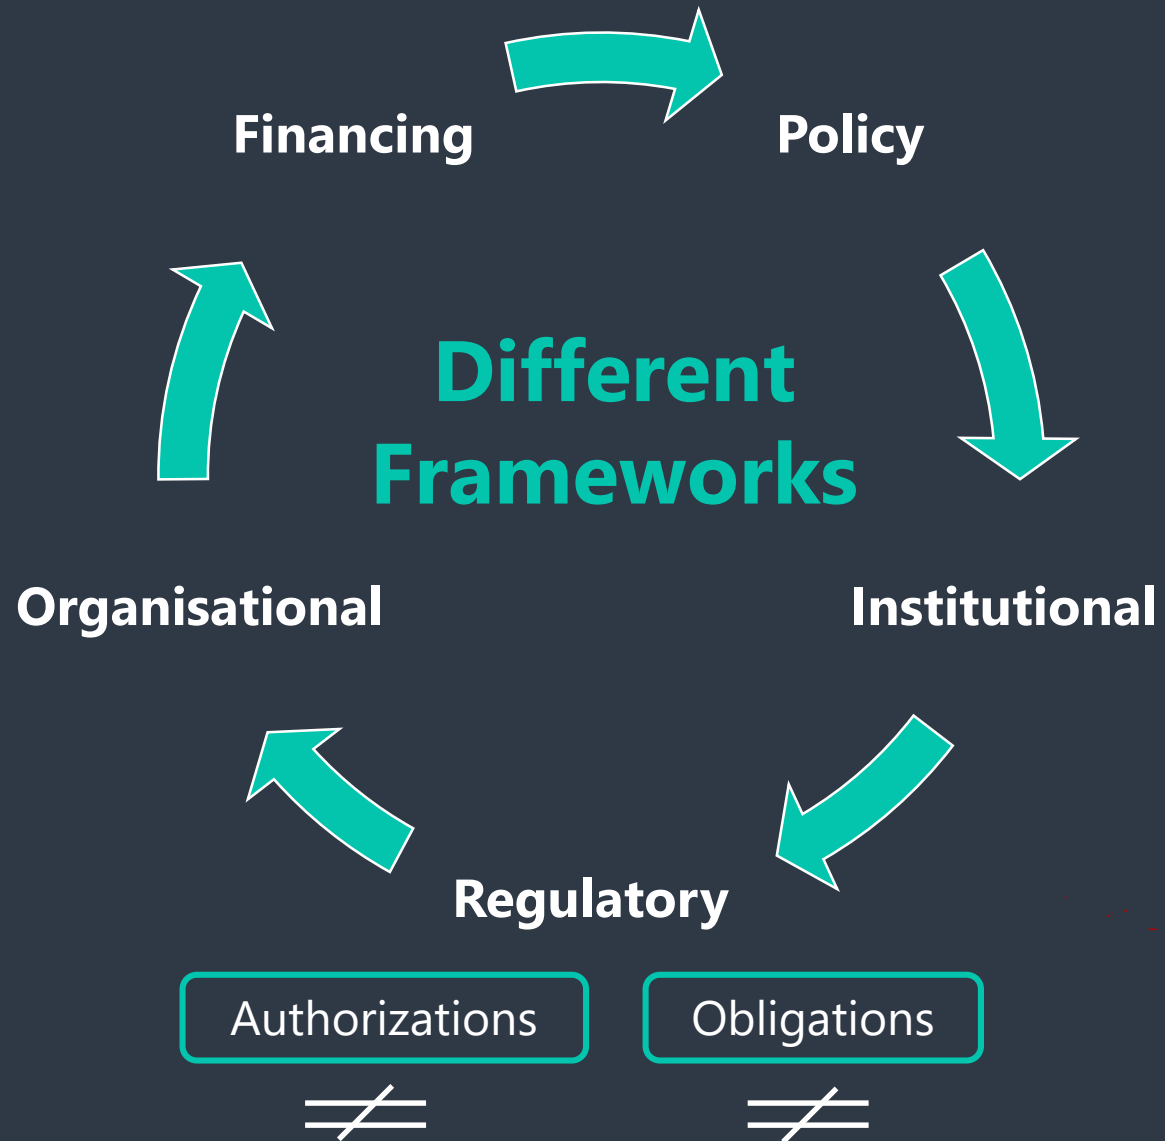 Financing
Policy
Different
Frameworks
Organisational
Institutional
Regulatory
Authorizations
Obligations
≠
≠